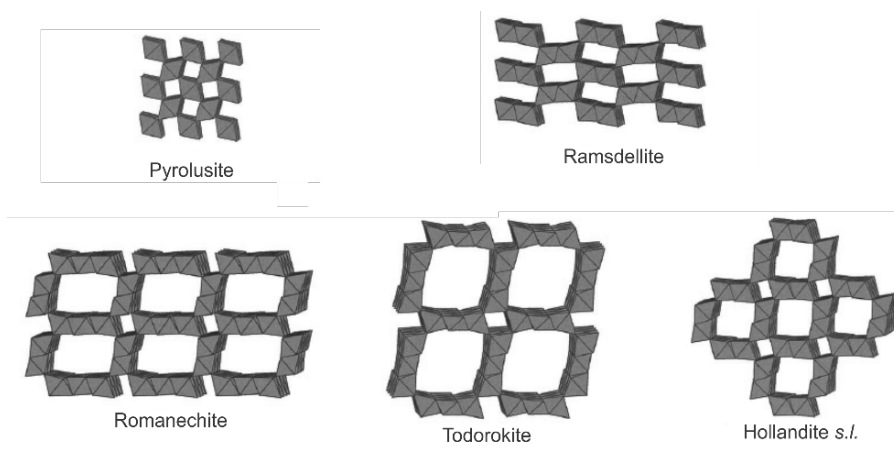 Pyrolusite
Ramsdellite
Romanechite
Todorokite
Hollandite s.l.